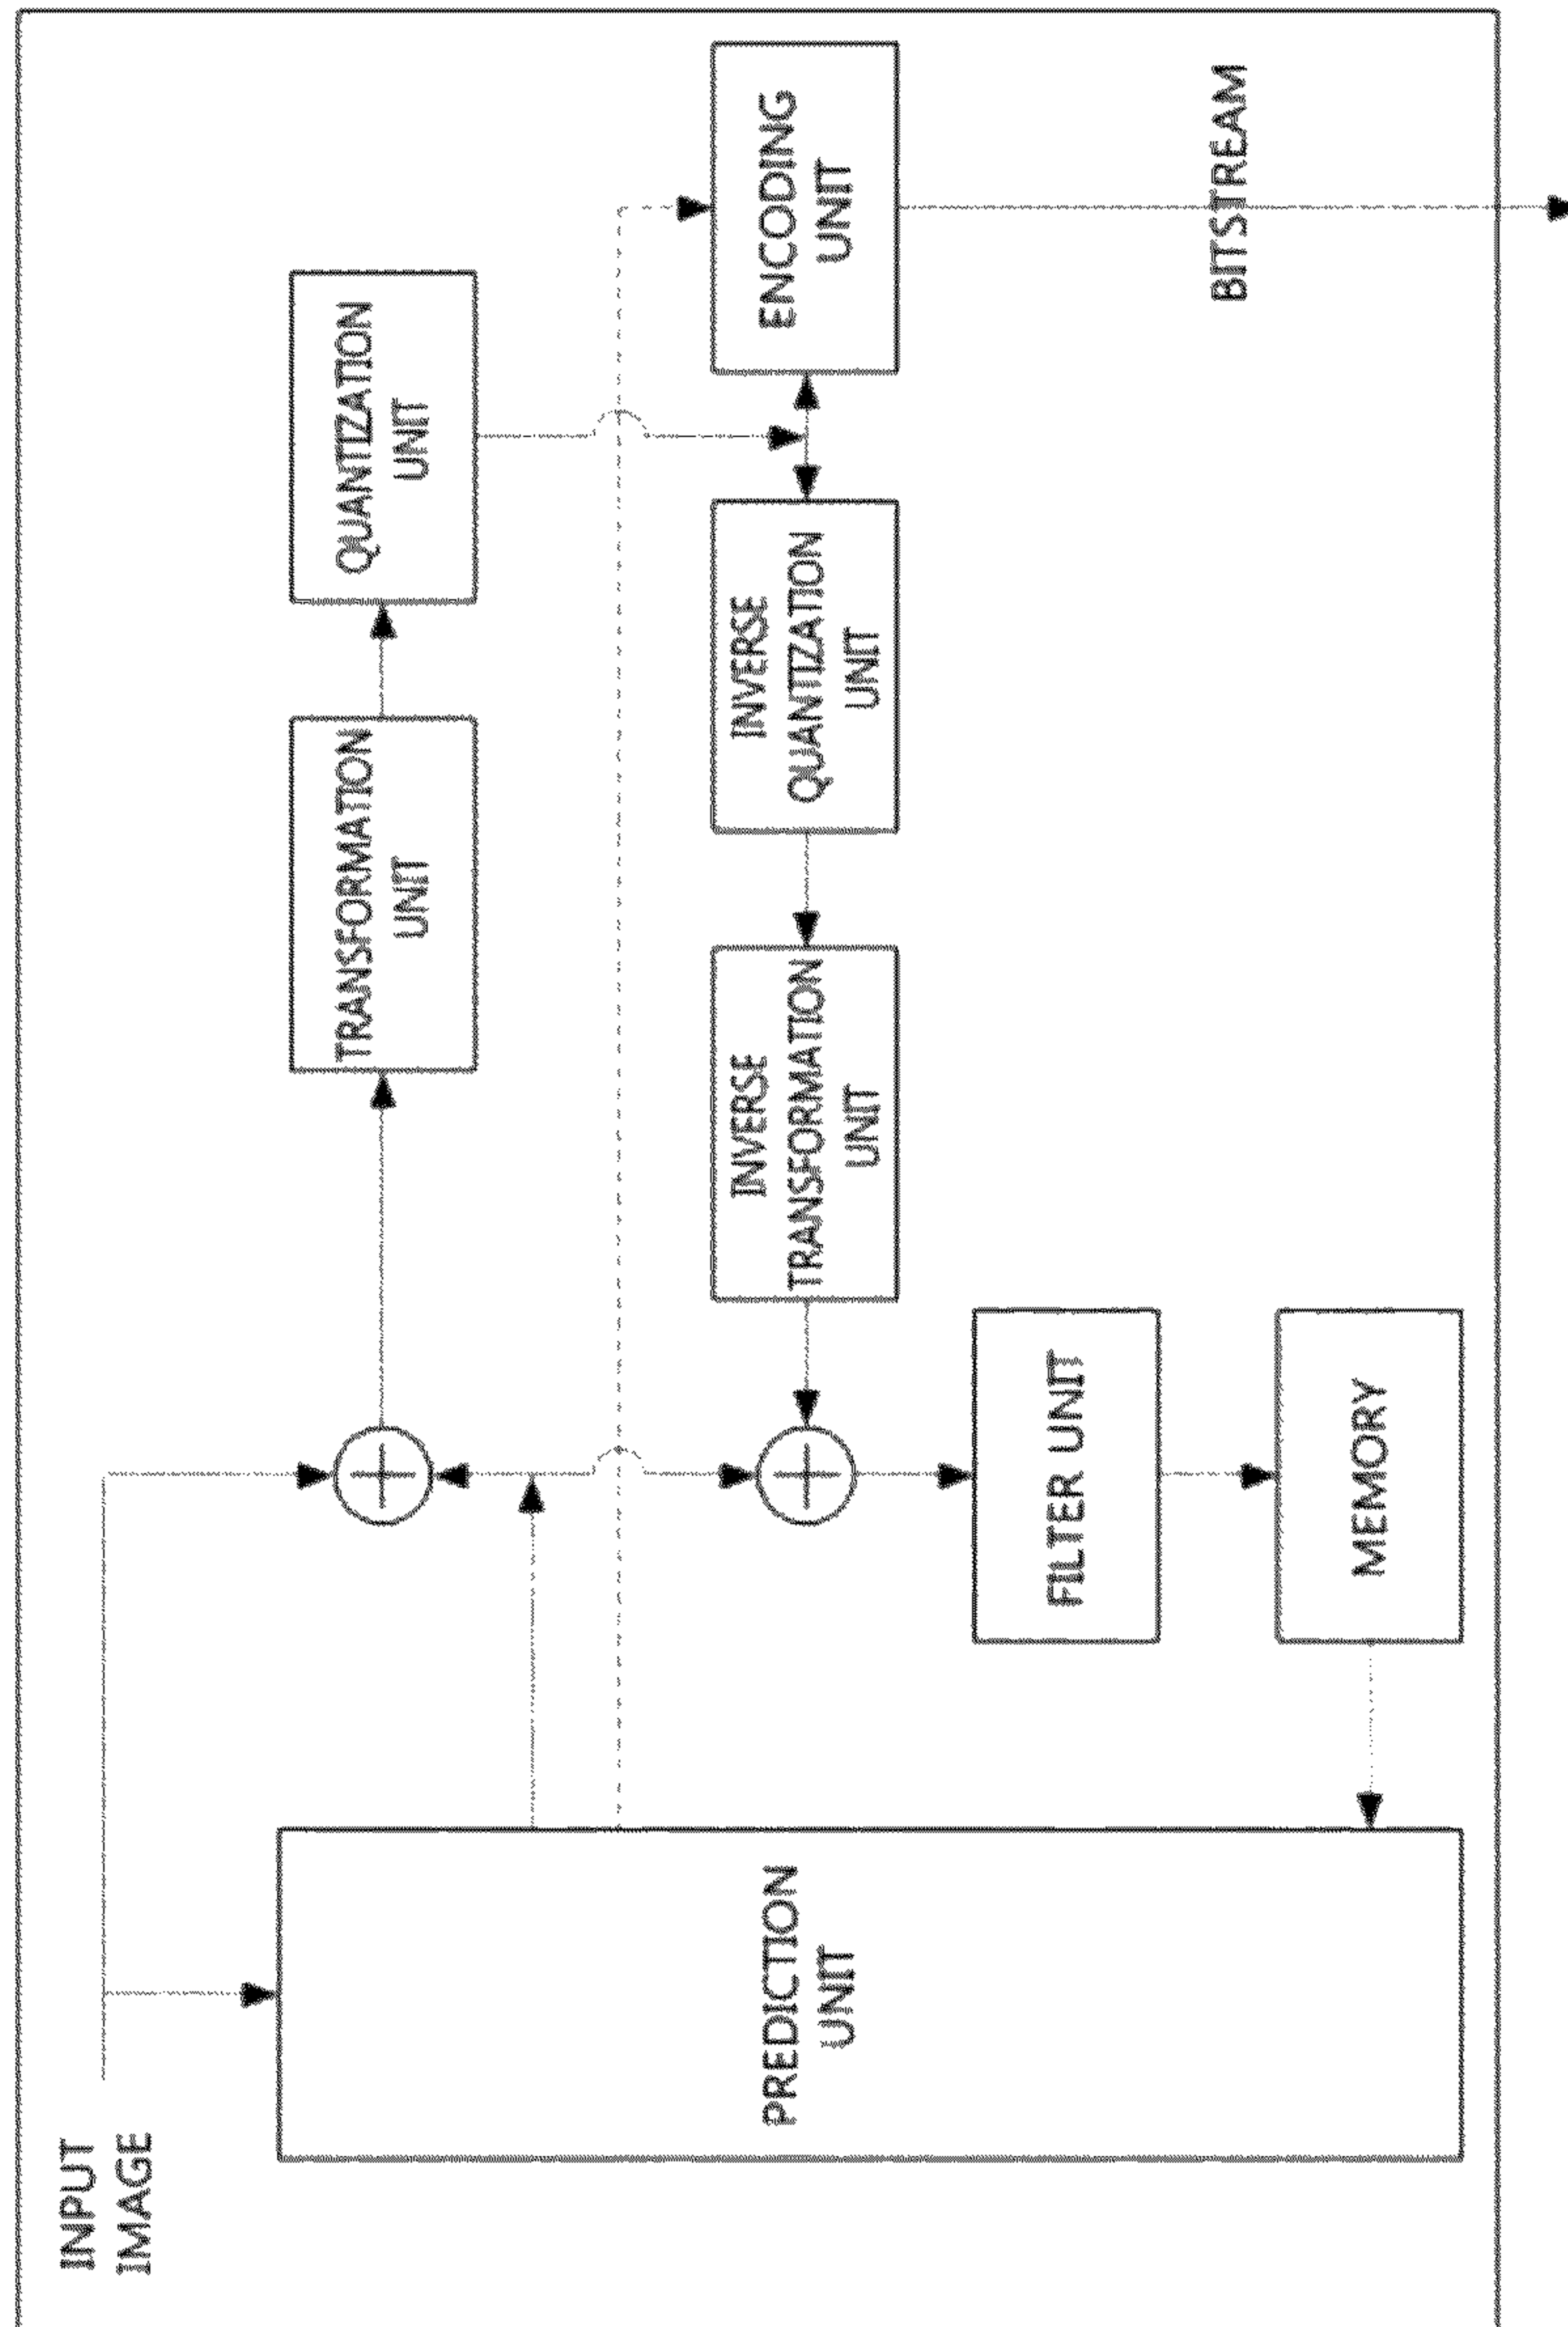 INPUT
IMAGE
TRANSFORMATION
UNIT
QUANTIZATION
UNIT
PREDICTION
UNIT
INVERSE
TRANSFORMATION
UNIT
INVERSE
QUANTIZATION
UNIT
ENCODING
UNIT
FILTER UNIT
BITSTREAM
MEMORY